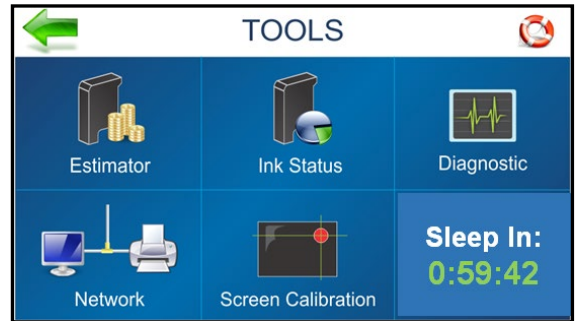 TOOLS
Estimator
Ink Status
Diagnostic
Network
Screen Calibration
Sleep In:
0:59:42